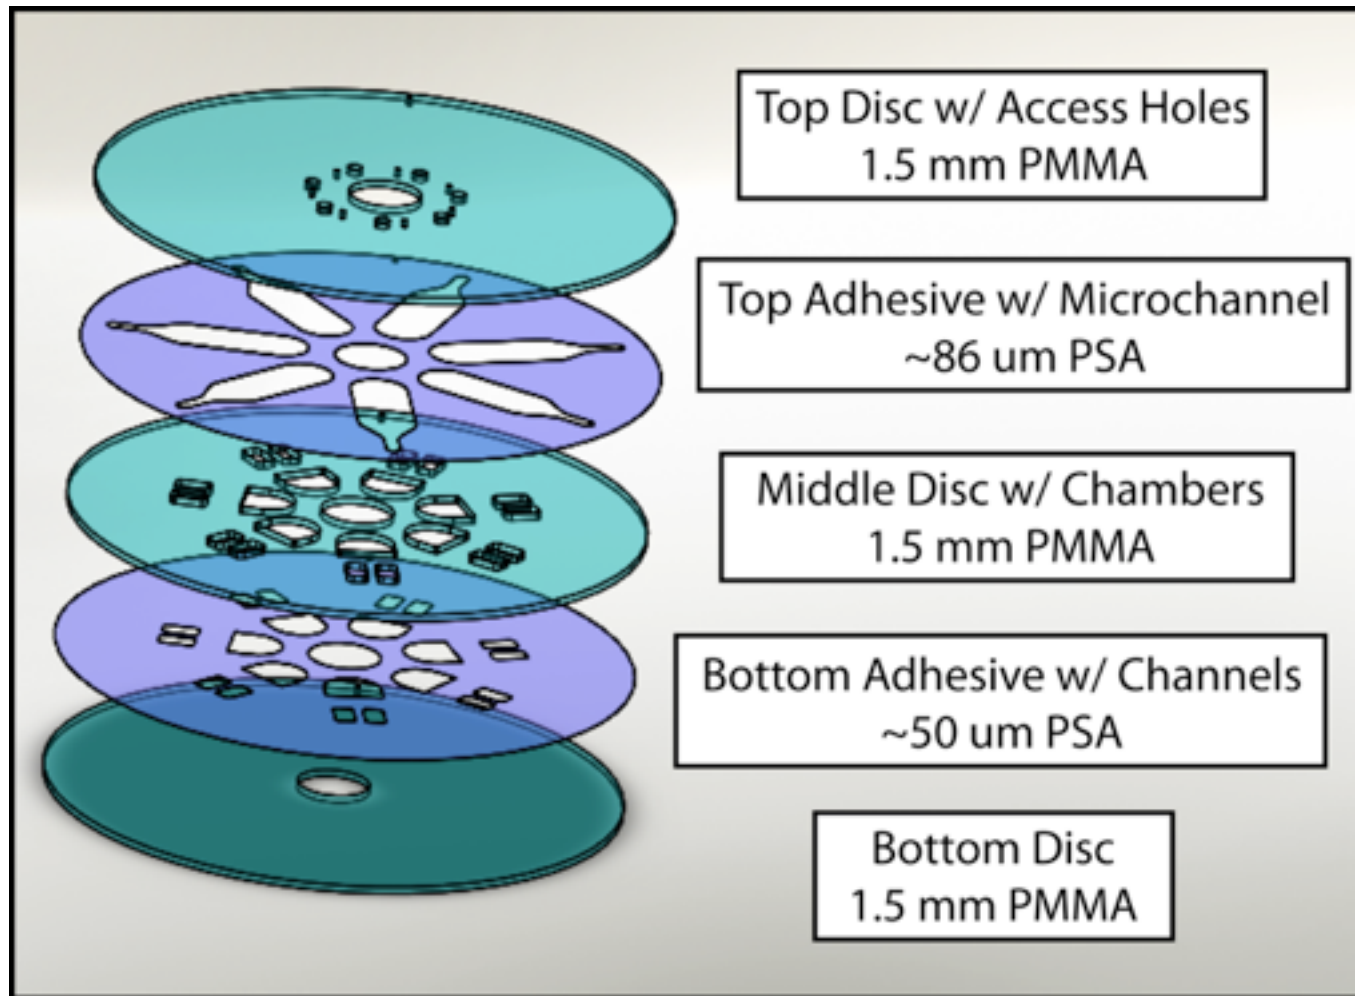 Top Disc w/ Access Holes
1.5 mm PMMA
Top Adhesive w/ Microchannel
~86 um PSA
Middle Disc w/ Chambers
1.5 mm PMMA
Bottom Adhesive w/ Channels
~50 um PSA
Bottom Disc
1.5 mm PMMA